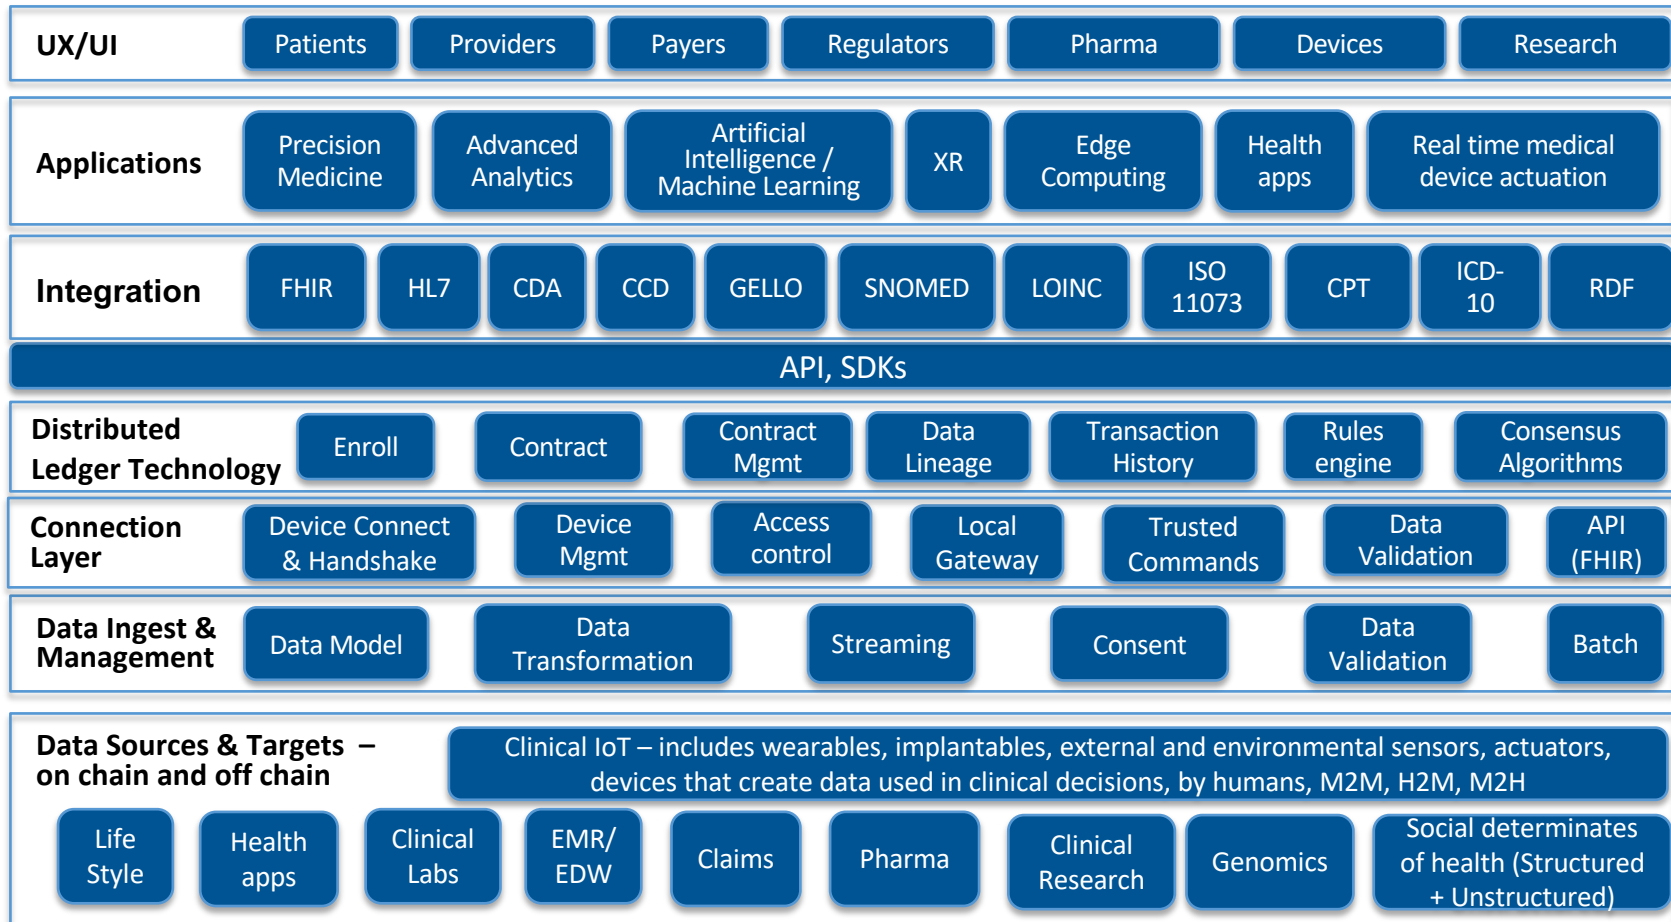 UX/UI
Patients
Providers
Payers
Regulators
Pharma
Devices
Research
Applications
Precision
Medicine
Advanced
Analytics
Artificial
Intelligence /
Machine Learning
XR
Edge
Computing
Health
apps
Real time medical
device actuation
Integration
FHIR
HL7
CDA
CCD
GELLO
SNOMED
LOINC
ISO
11073
CPT
ICD-
10
RDF
API, SDKs
Distributed
Ledger Technology
Enroll
Contract
Contract
Mgmt
Data
Lineage
Transaction
History
Rules
engine
Consensus
Algorithms
Connection
Layer
Device Connect
& Handshake
Device
Mgmt
Access
control
Local
Gateway
Trusted
Commands
Data
Validation
API
(FHIR)
Data Ingest &
Management
Data Model
Data
Transformation
Streaming
Consent
Data
Validation
Batch
Data Sources & Targets –
on chain and off chain
Clinical IoT – includes wearables, implantables, external and environmental sensors, actuators,
devices that create data used in clinical decisions, by humans, M2M, H2M, M2H
Life
Style
Health
apps
Clinical
Labs
EMR/
EDW
Claims
Pharma
Clinical
Research
Genomics
Social determinates
of health (Structured
+ Unstructured)